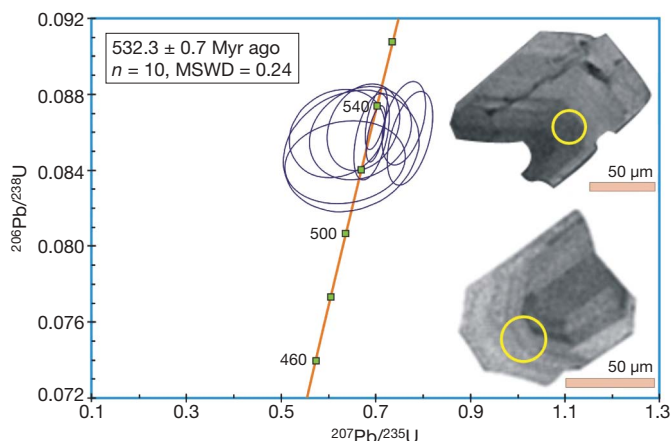 532.3 ± 0.7 Myr ago
n = 10, MSWD = 0.24
0.092
0.088
0.084
0.080
0.076
0.072
206Pb/238U
540
500
460
50 µm
50 µm
0.1 0.3 0.5 0.7 0.9 1.1 1.3
207Pb/235U